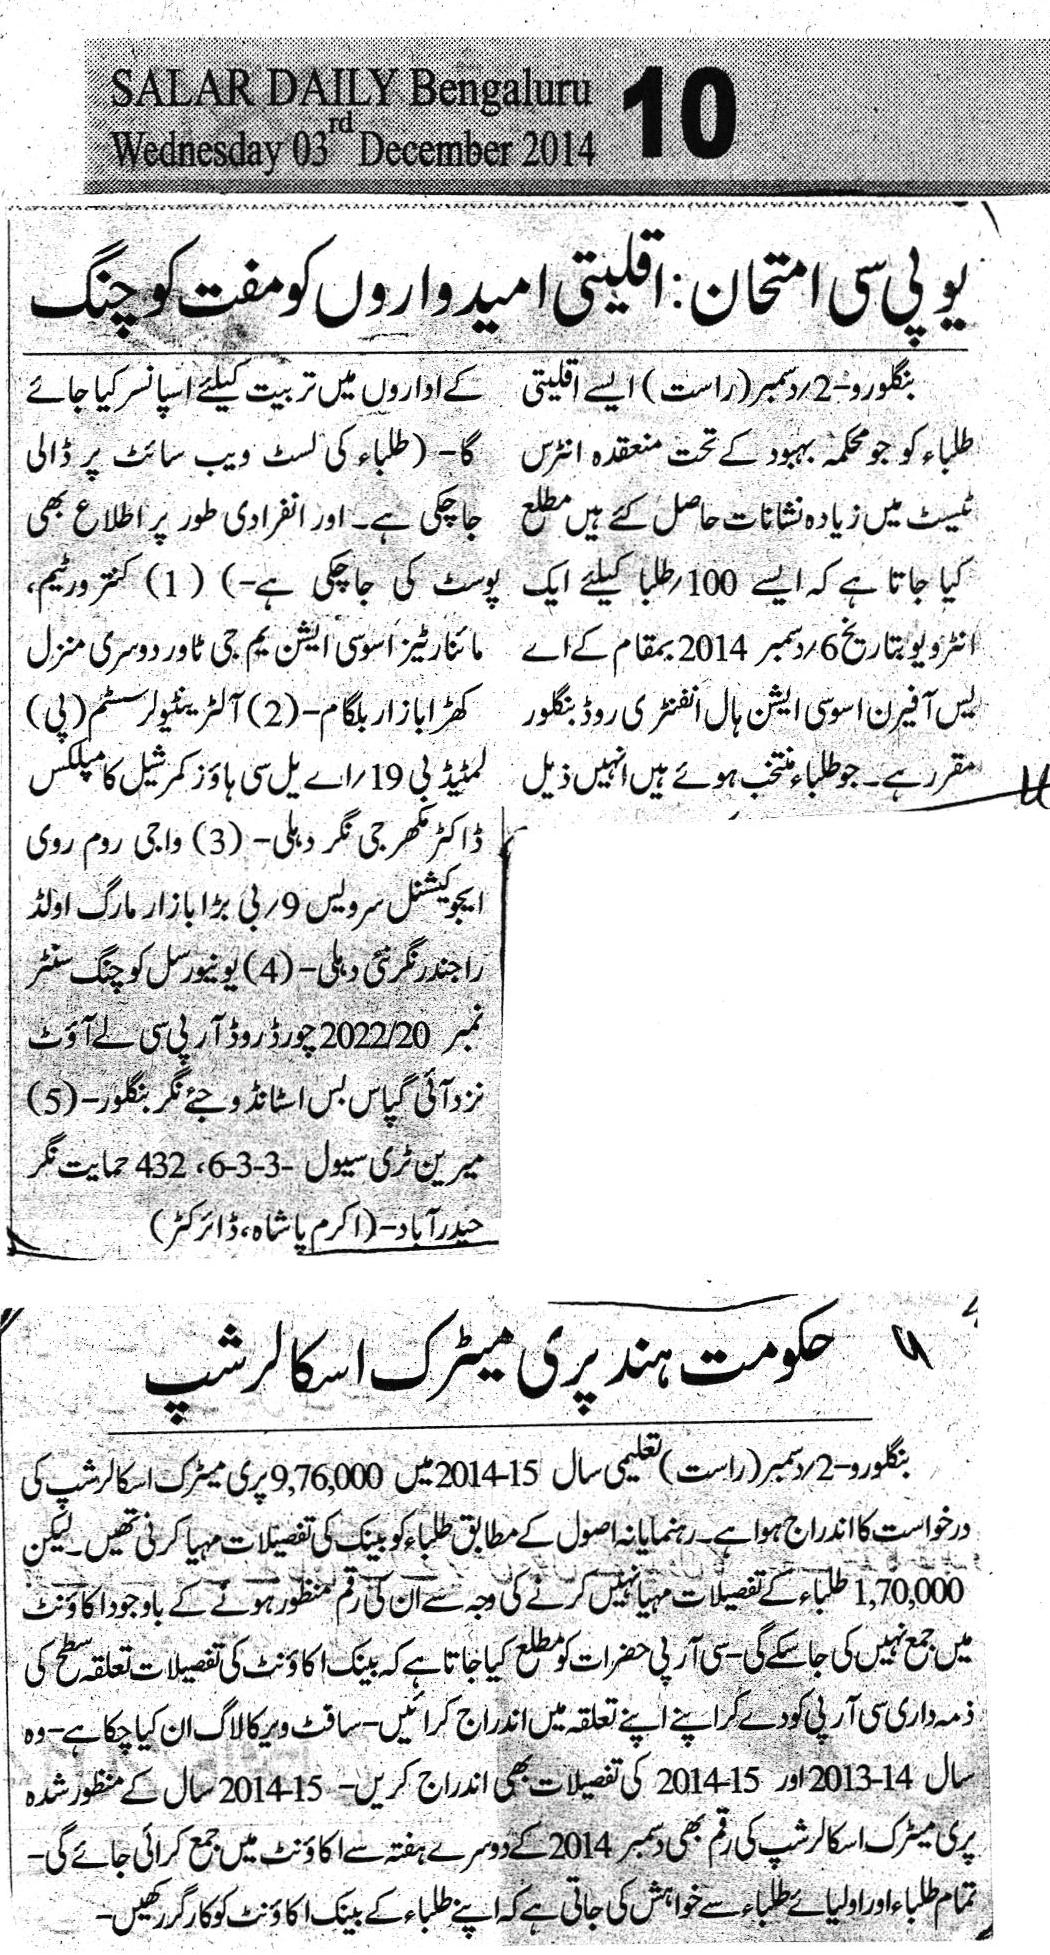 SALAR DAILY Bengaluru
Wednesday 03rd December 2014
10
یو پی سی امتحان: اقلیتی امیدواروں کو مفت کوچنگ
بنگلورو-2/دسمبر(راست) ایسے اقلیتی
طلباء کو جو محکمہ بہبود کے تحت منعقدہ انٹرس
ٹیسٹ میں زیادہ نشانات حاصل کئے ہیں مطلع
کیا جاتا ہے کہ ایسے 100/طلبا کیلئے ایک
انٹرویو بتاریخ 6/دسمبر 2014 بمقام کے اے
یس آفیرن اسوسی ایشن ہال انفنٹری روڈ بنگلور
مقرر ہے۔ جو طلباء منتخب ہوئے ہیں انہیں ذیل
کے اداروں میں تربیت کیلئے اسپانسر کیا جائے
گا- (طلباء کی لسٹ ویب سائٹ پر ڈالی
جاچکی ہے۔ اور انفرادی طور پر اطلاع بھی
پوسٹ کی جاچکی ہے-) (1) کنترورٹیم،
مائنارٹیز اسوسی ایشن یم جی ٹاور دوسری منزل
کھڑا بازار بلگام-(2) آلٹرینٹیو لرسسٹم (پی)
لمٹیڈ بی 19/اے یل سی ہاؤز کمرشیل کامپلکس
ڈاکٹر مکھرجی نگر دہلی- (3) واجی روم روی
ایجوکیشنل سرویس 9/بی بڑا بازار مارگ اولڈ
راجندر نگر نئی دہلی-(4) یونیورسل کوچنگ سنٹر
نمبر 2022/20 چورڈ روڈ آر پی سی لے آؤٹ
نزد آئی گپاس بس اسٹانڈ وجئے نگر بنگلور-(5)
میرین ٹری سیول -3-3-6، 432 حمایت نگر
حیدرآباد-(اکرم پاشاہ، ڈائرکٹر)
حکومت ہند پری میٹرک اسکالرشپ
بنگلورو-2/دسمبر(راست) تعلیمی سال 2014-15 میں 9,76,000 پری میٹرک اسکالرشپ کی
درخواست کا اندراج ہوا ہے۔ رہنمایانہ اصول کے مطابق طلباء کو بینک کی تفصیلات مہیا کرنی تھیں۔ لیکن
1,70,000 طلباء کے تفصیلات مہیا نہیں کرنے کی وجہ سے ان کی رقم منظور ہونے کے باوجود اکاؤنٹ
میں جمع نہیں کی جاسکے گی-سی آر پی حضرات کو مطلع کیا جاتا ہے کہ بینک اکاؤنٹ کی تفصیلات تعلقہ سطح کی
ذمہ داری سی آر پی کو دے کر اپنے اپنے تعلقہ میں اندراج کرائیں-سافٹ ویر کالاگ ان کیا چکا ہے-وہ
سال 2013-14 اور 2014-15 کی تفصیلات بھی اندراج کریں- 2014-15 سال کے منظور شدہ
پری میٹرک اسکالرشپ کی رقم بھی دسمبر 2014 کے دوسرے ہفتہ سے اکاؤنٹ میں جمع کرائی جائے گی-
تمام طلباء اور اولیائے طلباء سے خواہش کی جاتی ہے کہ اپنے طلباء کے بینک اکاؤنٹ کو کارگر رکھیں-